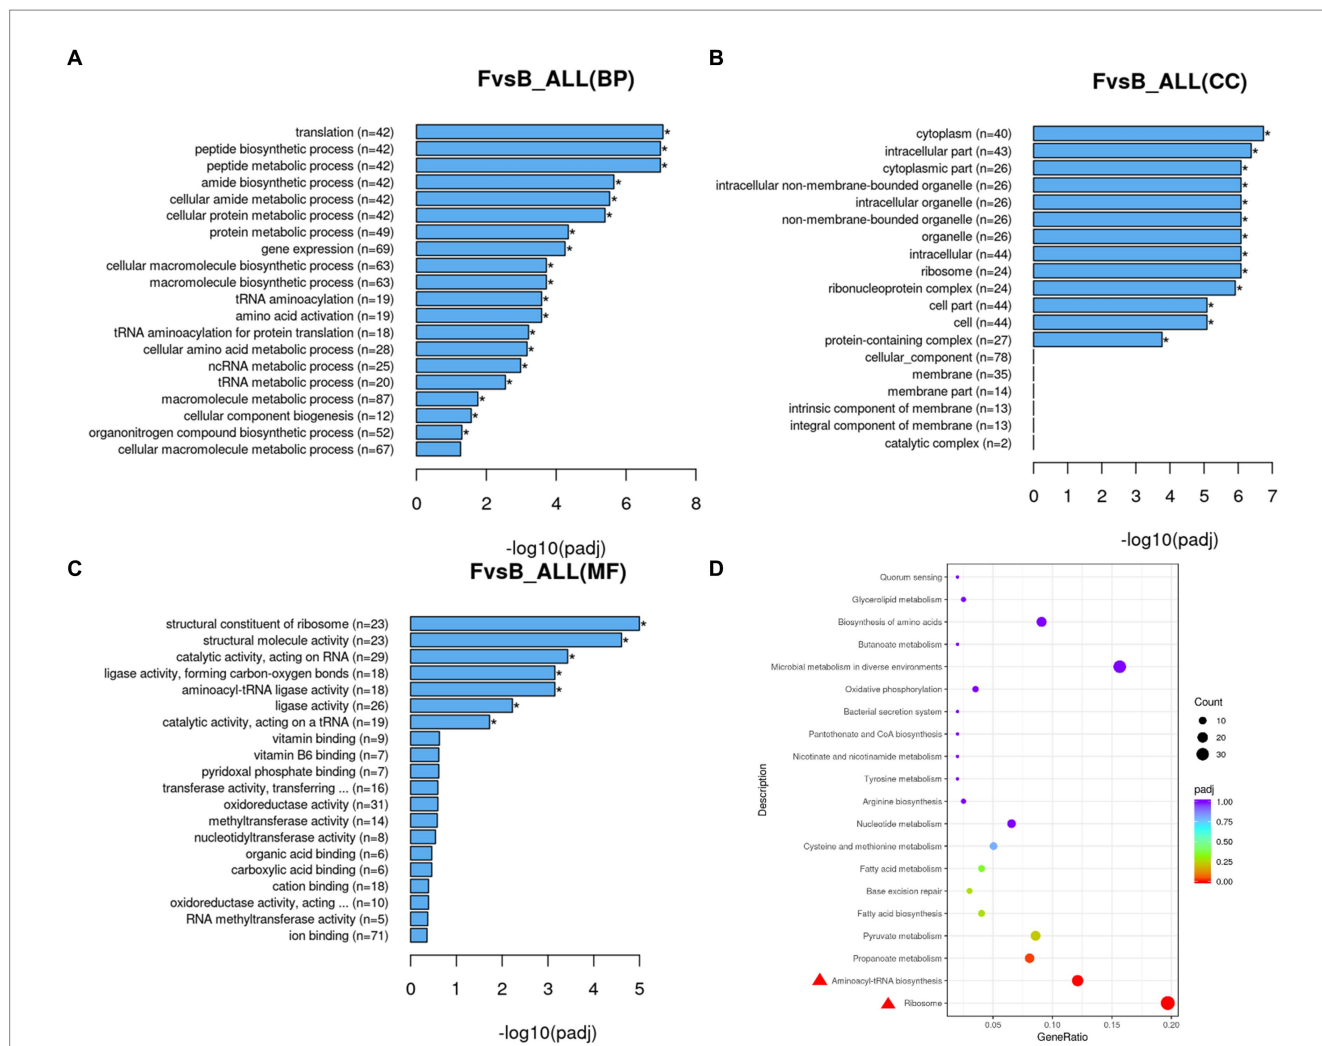 A
FvsB_ALL(BP)
translation (n=42)
*
peptide biosynthetic process (n=42)
*
peptide metabolic process (n=42)
*
amide biosynthetic process (n=42)
*
cellular amide metabolic process (n=42)
*
cellular protein metabolic process (n=42)
*
protein metabolic process (n=49)
*
gene expression (n=69)
*
cellular macromolecule biosynthetic process (n=63)
*
macromolecule biosynthetic process (n=63)
*
tRNA aminoacylation (n=19)
*
amino acid activation (n=19)
*
tRNA aminoacylation for protein translation (n=18)
*
cellular amino acid metabolic process (n=28)
*
ncRNA metabolic process (n=25)
*
tRNA metabolic process (n=20)
*
macromolecule metabolic process (n=87)
*
cellular component biogenesis (n=12)
*
organonitrogen compound biosynthetic process (n=52)
*
cellular macromolecule metabolic process (n=67)
0 2 4 6 8
-log10(padj)
B
FvsB_ALL(CC)
cytoplasm (n=40)
*
intracellular part (n=43)
*
cytoplasmic part (n=26)
*
intracellular non-membrane-bounded organelle (n=26)
*
intracellular organelle (n=26)
*
non-membrane-bounded organelle (n=26)
*
organelle (n=26)
*
intracellular (n=44)
*
ribosome (n=24)
*
ribonucleoprotein complex (n=24)
*
cell part (n=44)
*
cell (n=44)
*
protein-containing complex (n=27)
*
cellular_component (n=78)
membrane (n=35)
membrane part (n=14)
intrinsic component of membrane (n=13)
integral component of membrane (n=13)
catalytic complex (n=2)
0 1 2 3 4 5 6 7
-log10(padj)
C
FvsB_ALL(MF)
structural constituent of ribosome (n=23)
*
structural molecule activity (n=23)
*
catalytic activity, acting on RNA (n=29)
*
ligase activity, forming carbon-oxygen bonds (n=18)
*
aminoacyl-tRNA ligase activity (n=18)
*
ligase activity (n=26)
*
catalytic activity, acting on a tRNA (n=19)
*
vitamin binding (n=9)
vitamin B6 binding (n=7)
pyridoxal phosphate binding (n=7)
transferase activity, transferring ... (n=16)
oxidoreductase activity (n=31)
methyltransferase activity (n=14)
nucleotidyltransferase activity (n=8)
organic acid binding (n=6)
carboxylic acid binding (n=6)
cation binding (n=18)
oxidoreductase activity, acting ... (n=10)
RNA methyltransferase activity (n=5)
ion binding (n=71)
0 1 2 3 4 5
-log10(padj)
D
Description
Quorum sensing
Glycerolipid metabolism
Biosynthesis of amino acids
Butanoate metabolism
Microbial metabolism in diverse environments
Oxidative phosphorylation
Bacterial secretion system
Pantothenate and CoA biosynthesis
Nicotinate and nicotinamide metabolism
Tyrosine metabolism
Arginine biosynthesis
Nucleotide metabolism
Cysteine and methionine metabolism
Fatty acid metabolism
Base excision repair
Fatty acid biosynthesis
Pyruvate metabolism
Propanoate metabolism
Aminoacyl-tRNA biosynthesis
Ribosome
0.05 0.10 0.15 0.20
GeneRatio
Count
10
20
30
padj
1.00
0.75
0.50
0.25
0.00